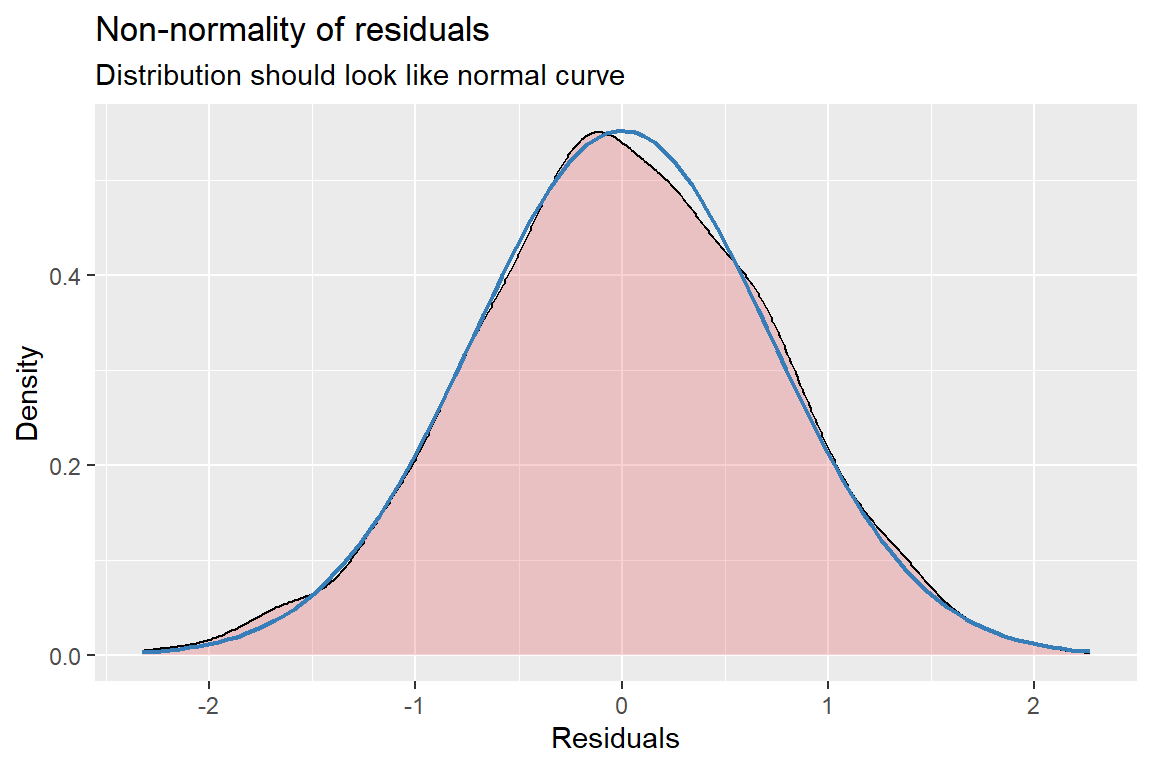 Non-normality of residuals
Distribution should look like normal curve
Density
0.4
0.2
0.0
-2 -1 0 1 2
Residuals